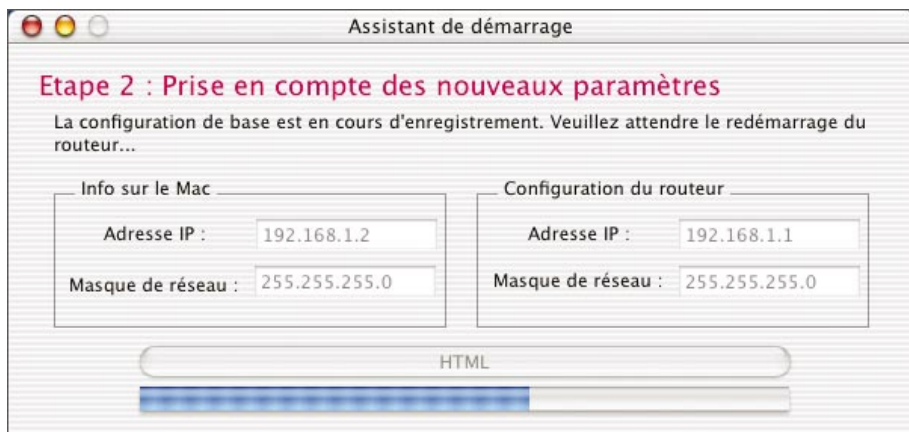 Assistant de démarrage
Etape 2 : Prise en compte des nouveaux paramètres
La configuration de base est en cours d'enregistrement. Veuillez attendre le redémarrage du
routeur...
Info sur le Mac
Adresse IP :
192.168.1.2
Masque de réseau :
255.255.255.0
Configuration du routeur
Adresse IP :
192.168.1.1
Masque de réseau :
255.255.255.0
HTML